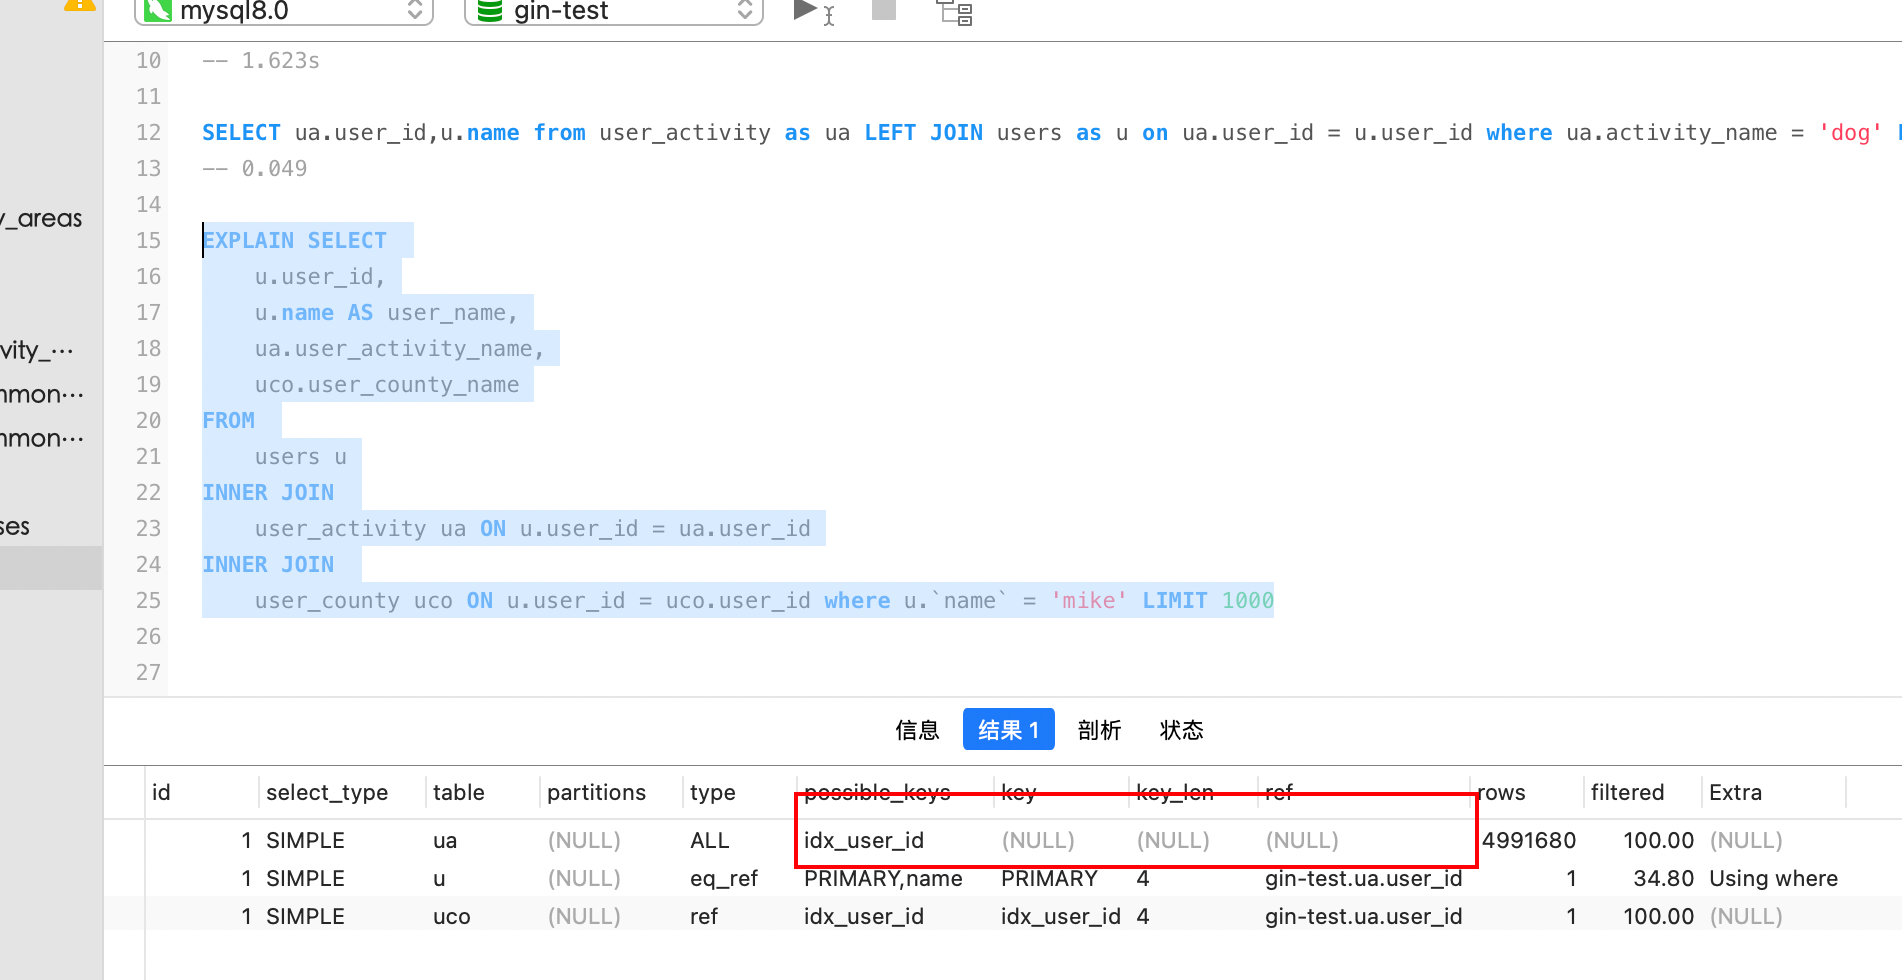 mysql8.0 gin-test
10 -- 1.623s
11
12 SELECT ua.user_id,u.name from user_activity as ua LEFT JOIN users as u on ua.user_id = u.user_id where ua.activity_name = 'dog'
13 -- 0.049
14
15 EXPLAIN SELECT
16 u.user_id,
17 u.name AS user_name,
18 ua.user_activity_name,
19 uco.user_county_name
20 FROM
21 users u
22 INNER JOIN
23 user_activity ua ON u.user_id = ua.user_id
24 INNER JOIN
25 user_county uco ON u.user_id = uco.user_id where u.`name` = 'mike' LIMIT 1000
26
27
y_areas
vity_...
mmon...
mmon...
ses
信息 结果 1 剖析 状态
id select_type table partitions type possible_keys key key_len ref rows filtered Extra
1 SIMPLE ua (NULL) ALL idx_user_id (NULL) (NULL) (NULL) 4991680 100.00 (NULL)
1 SIMPLE u (NULL) eq_ref PRIMARY,name PRIMARY 4 gin-test.ua.user_id 1 34.80 Using where
1 SIMPLE uco (NULL) ref idx_user_id idx_user_id 4 gin-test.ua.user_id 1 100.00 (NULL)